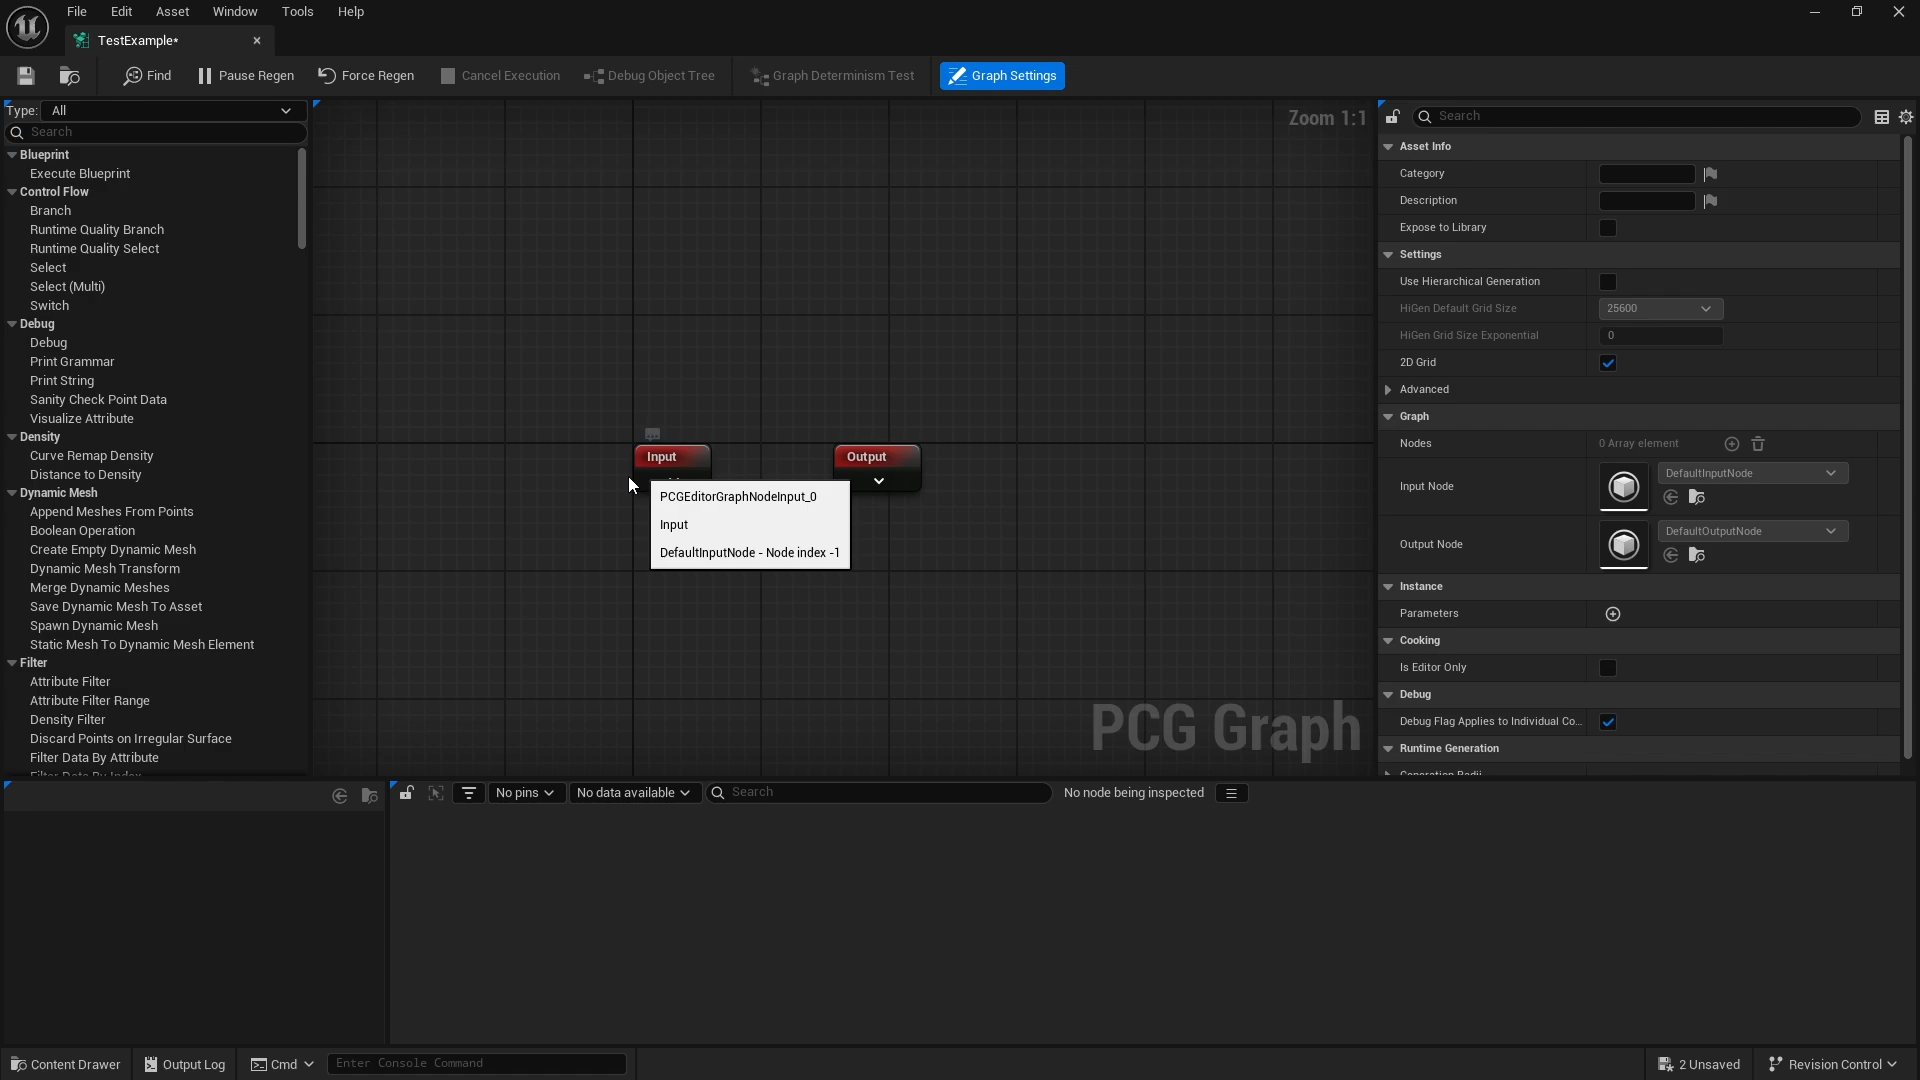 File Edit Asset Window Tools Help
TestExample*
Find Pause Regen Force Regen Cancel Execution Debug Object Tree Graph Determinism Test Graph Settings
Type: All
Search
Blueprint
Execute Blueprint
Control Flow
Branch
Runtime Quality Branch
Runtime Quality Select
Select
Select (Multi)
Switch
Debug
Debug
Print Grammar
Print String
Sanity Check Point Data
Visualize Attribute
Density
Curve Remap Density
Distance to Density
Dynamic Mesh
Append Meshes From Points
Boolean Operation
Create Empty Dynamic Mesh
Dynamic Mesh Transform
Merge Dynamic Meshes
Save Dynamic Mesh To Asset
Spawn Dynamic Mesh
Static Mesh To Dynamic Mesh Element
Filter
Attribute Filter
Attribute Filter Range
Density Filter
Discard Points on Irregular Surface
Filter Data By Attribute
Filter Data By Index
Zoom 1:1
Input
Output
PCGEditorGraphNodeInput_0
Input
DefaultInputNode - Node index -1
PCG Graph
Search
Asset Info
Category
Description
Expose to Library
Settings
Use Hierarchical Generation
HiGen Default Grid Size 25600
HiGen Grid Size Exponential 0
2D Grid
Advanced
Graph
Nodes 0 Array element
Input Node DefaultInputNode
Output Node DefaultOutputNode
Instance
Parameters
Cooking
Is Editor Only
Debug
Debug Flag Applies to Individual Co...
Runtime Generation
Generation Radii
No pins No data available Search No node being inspected
Content Drawer Output Log Cmd Enter Console Command 2 Unsaved Revision Control